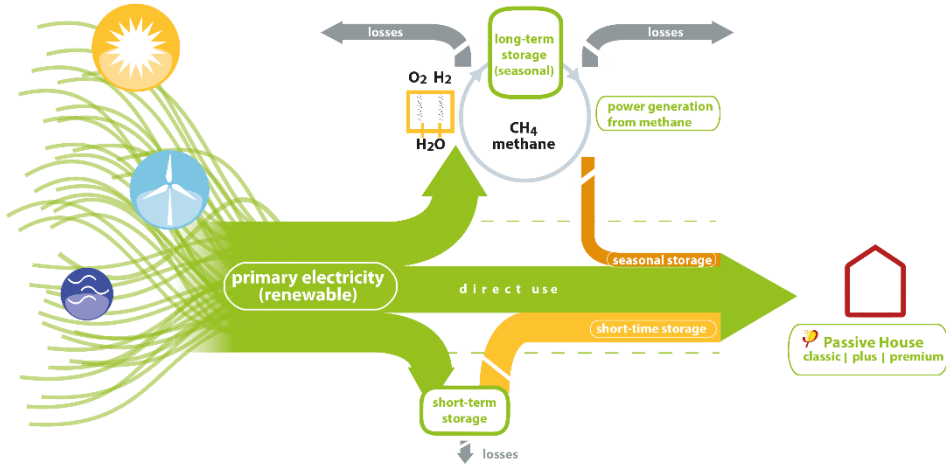 losses
long-term
storage
(seasonal)
losses
O2 H2
H2O
CH4
methane
power generation
from methane
primary electricity
(renewable)
direct use
seasonal storage
short-time storage
Passive House
classic | plus | premium
short-term
storage
losses